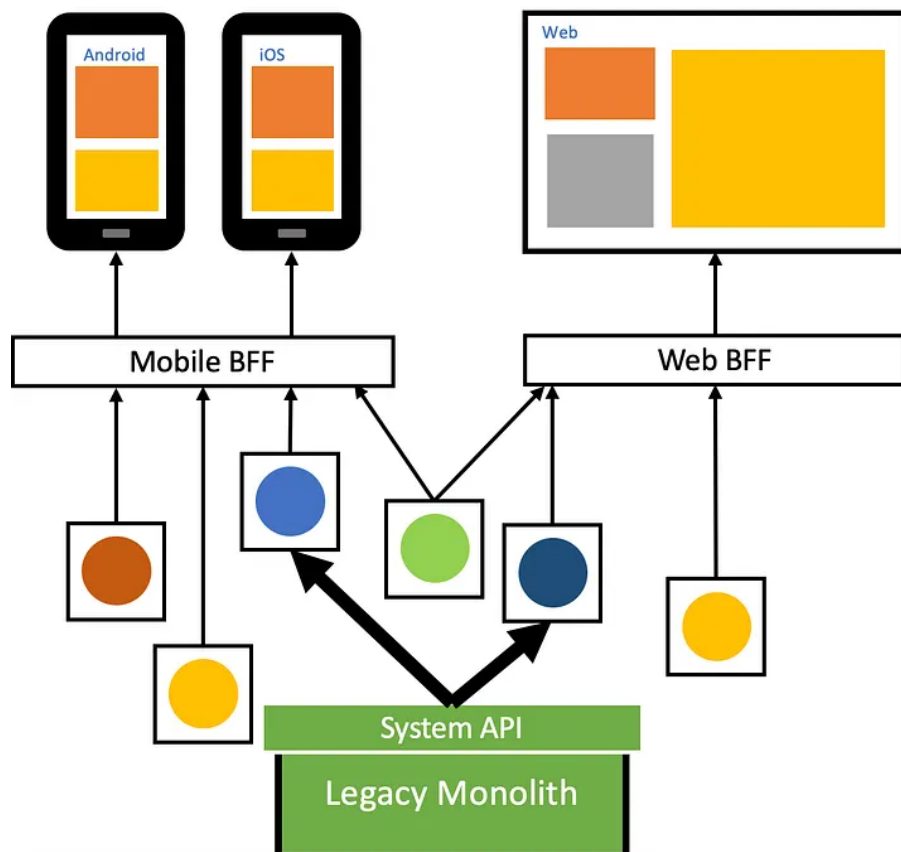 Android
iOS
Web
Mobile BFF
Web BFF
System API
Legacy Monolith